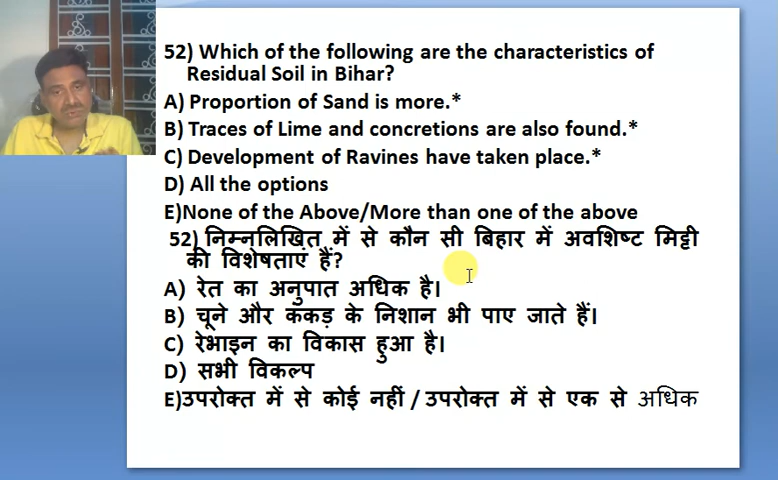 52) Which of the following are the characteristics of
Residual Soil in Bihar?
A) Proportion of Sand is more.*
B) Traces of Lime and concretions are also found.*
C) Development of Ravines have taken place.*
D) All the options
E)None of the Above/More than one of the above
52) निम्नलिखित में से कौन सी बिहार में अवशिष्ट मिट्टी
की विशेषताएं हैं?
A) रेत का अनुपात अधिक है।
B) चूने और कंकड़ के निशान भी पाए जाते हैं।
C) रेभाइन का विकास हुआ है।
D) सभी विकल्प
E)उपरोक्त में से कोई नहीं / उपरोक्त में से एक से अधिक